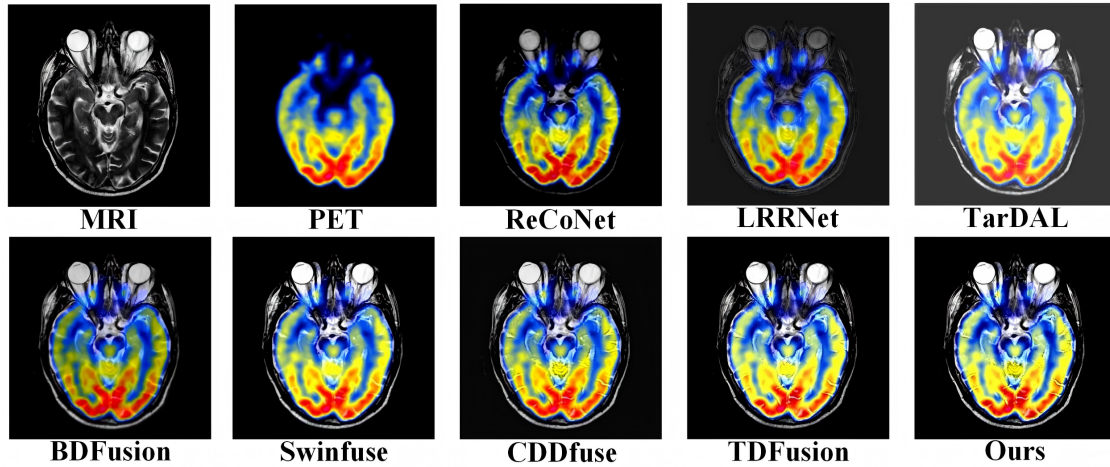 MRI PET ReCoNet LRRNet TarDAL
BDFusion Swinfuse CDDfuse TDFusion Ours